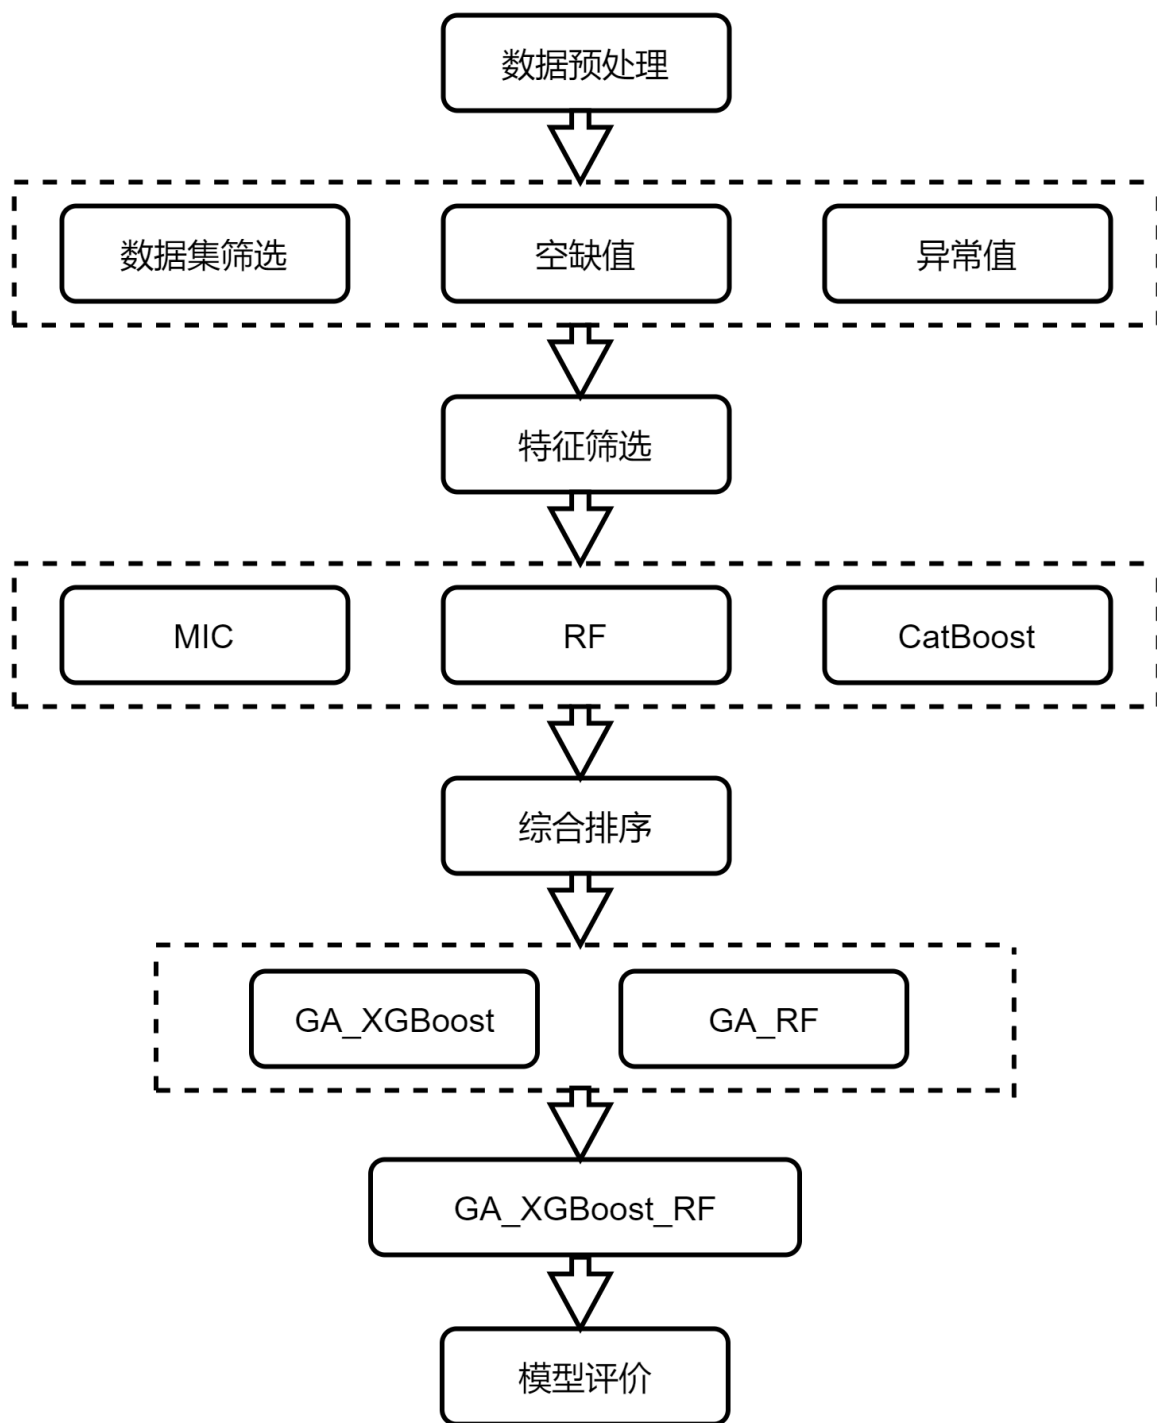 数据预处理
数据集筛选
空缺值
异常值
特征筛选
MIC
RF
CatBoost
综合排序
GA_XGBoost
GA_RF
GA_XGBoost_RF
模型评价